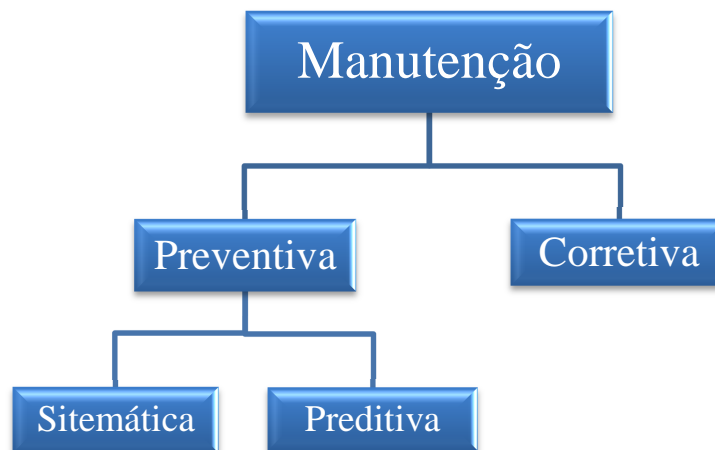 Manutenção
Preventiva
Corretiva
Sitemática
Preditiva